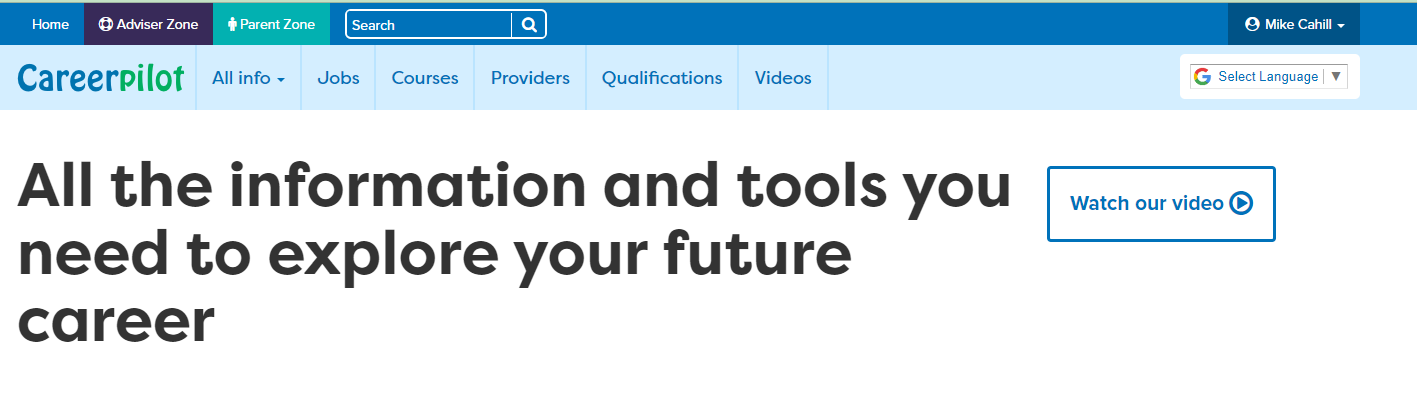 Home Adviser Zone Parent Zone Search Mike Cahill
Careerpilot All info Jobs Courses Providers Qualifications Videos Select Language
All the information and tools you
need to explore your future
career
Watch our video